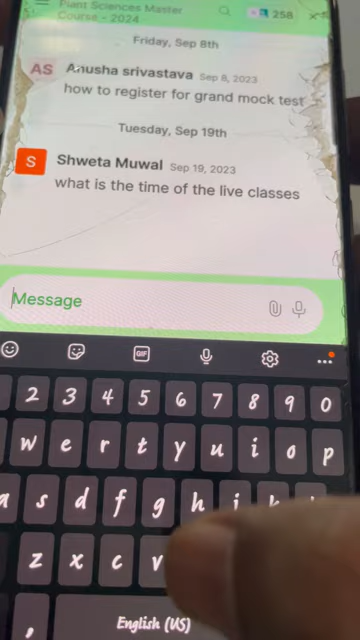 Plant Sciences Master
Course - 2024
258
Friday, Sep 8th
AS
Anusha srivastava Sep 8, 2023
how to register for grand mock test
Tuesday, Sep 19th
S
Shweta Muwal Sep 19, 2023
what is the time of the live classes
Message
GIF
2 3 4 5 6 7 8 9 0
w e r t y u i o p
a s d f g h j
z x c v
, English (US)